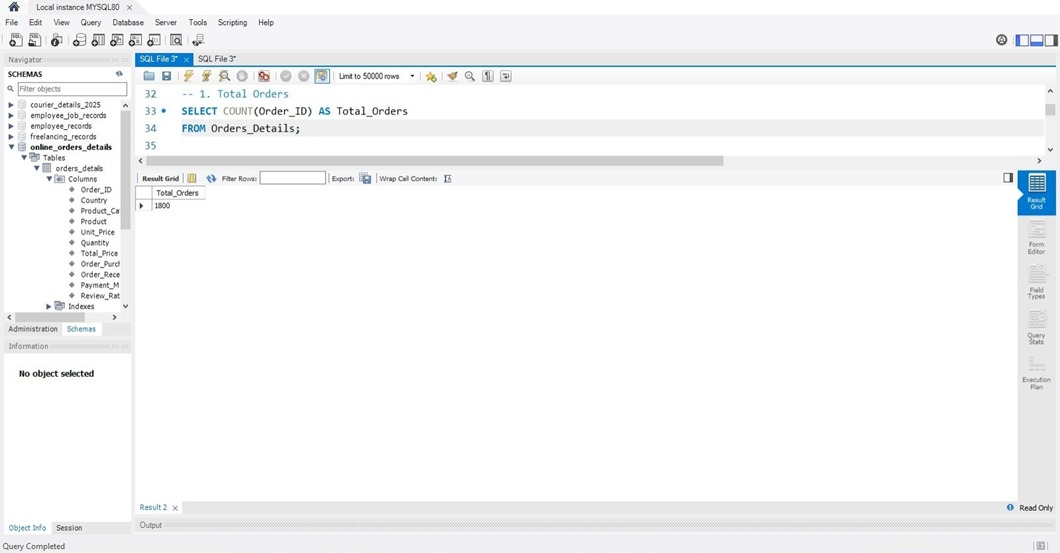 Local instance MYSQL80 ×
File Edit View Query Database Server Tools Scripting Help
Navigator
SCHEMAS
Filter objects
courier_details_2025
employee_job_records
employee_records
freelancing_records
online_orders_details
Tables
orders_details
Columns
Order_ID
Country
Product_Ca
Product
Unit_Price
Quantity
Total_Price
Order_Purc
Order_Rece
Payment_M
Review_Rat
Indexes
Administration Schemas
Information
No object selected
Object Info Session
SQL File 3* × SQL File 3*
Limit to 50000 rows
32 -- 1. Total Orders
33 SELECT COUNT(Order_ID) AS Total_Orders
34 FROM Orders_Details;
35
Result Grid Filter Rows: Export: Wrap Cell Content:
Total_Orders
1800
Result Grid
Form Editor
Field Types
Query Stats
Execution Plan
Result 2 ×
Read Only
Output
Query Completed